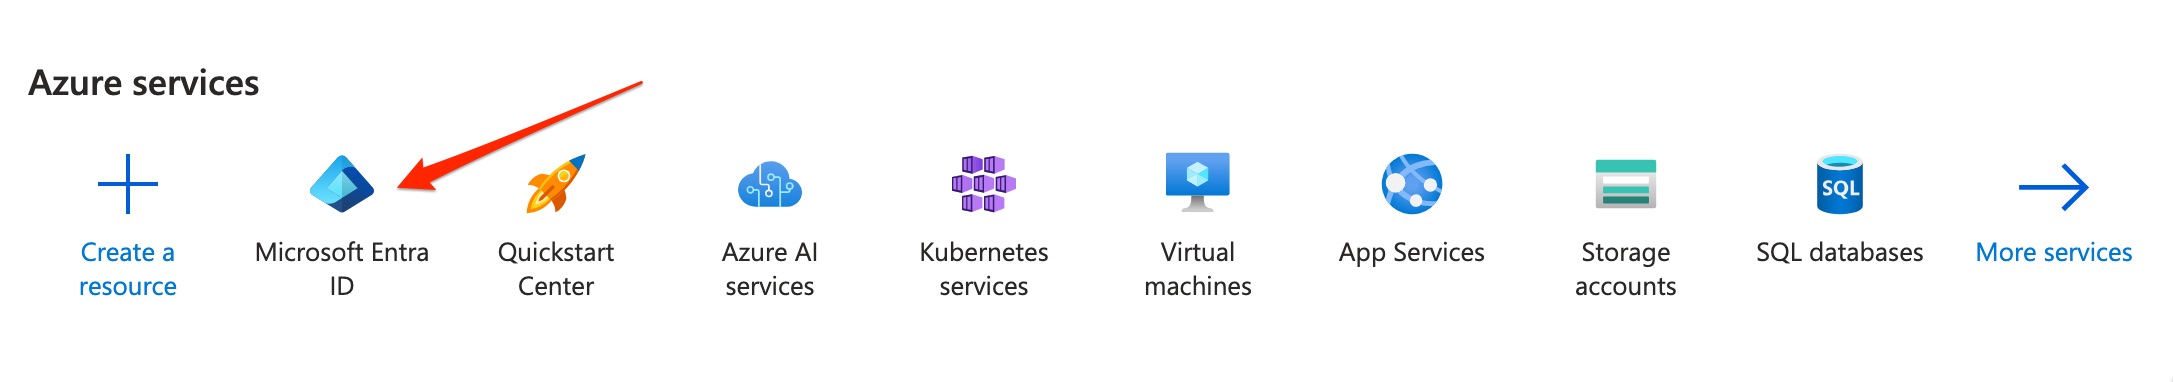 Azure services
Create a
resource
Microsoft Entra
ID
Quickstart
Center
Azure AI
services
Kubernetes
services
Virtual
machines
App Services
Storage
accounts
SQL
SQL databases
More services